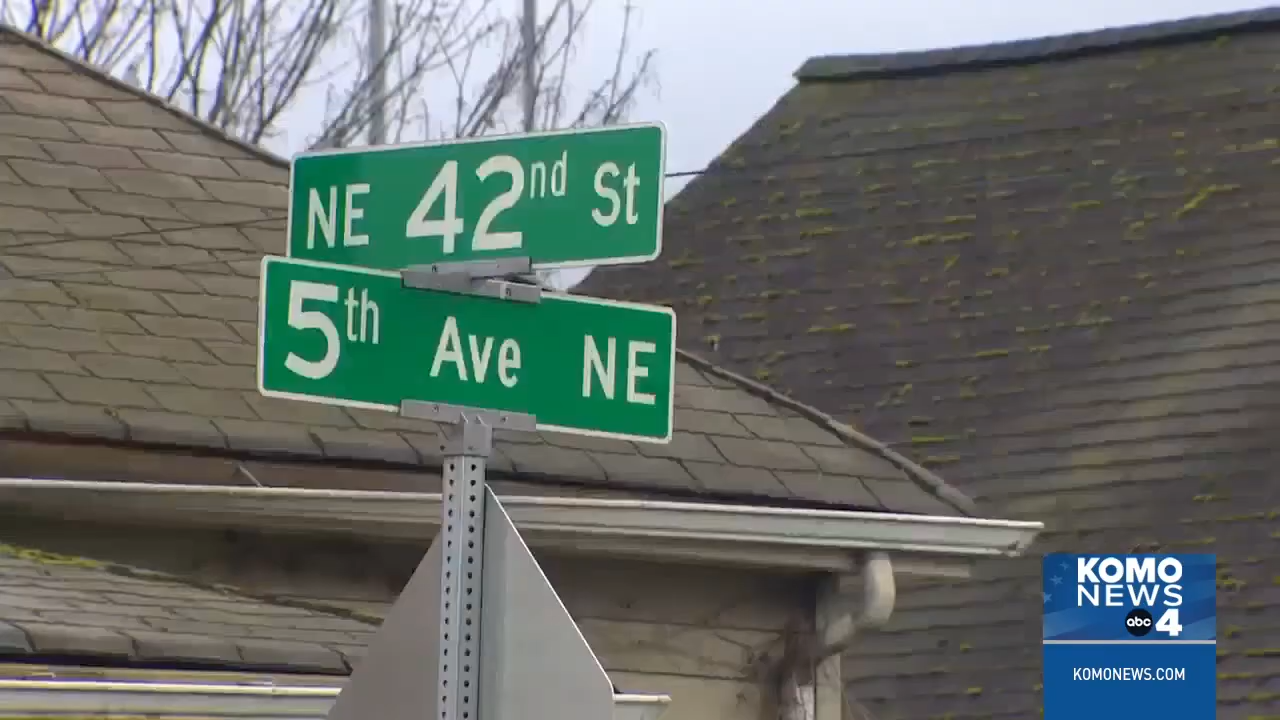 NE 42nd St
5th Ave NE
KOMO
NEWS
abc 4
KOMONEWS.COM